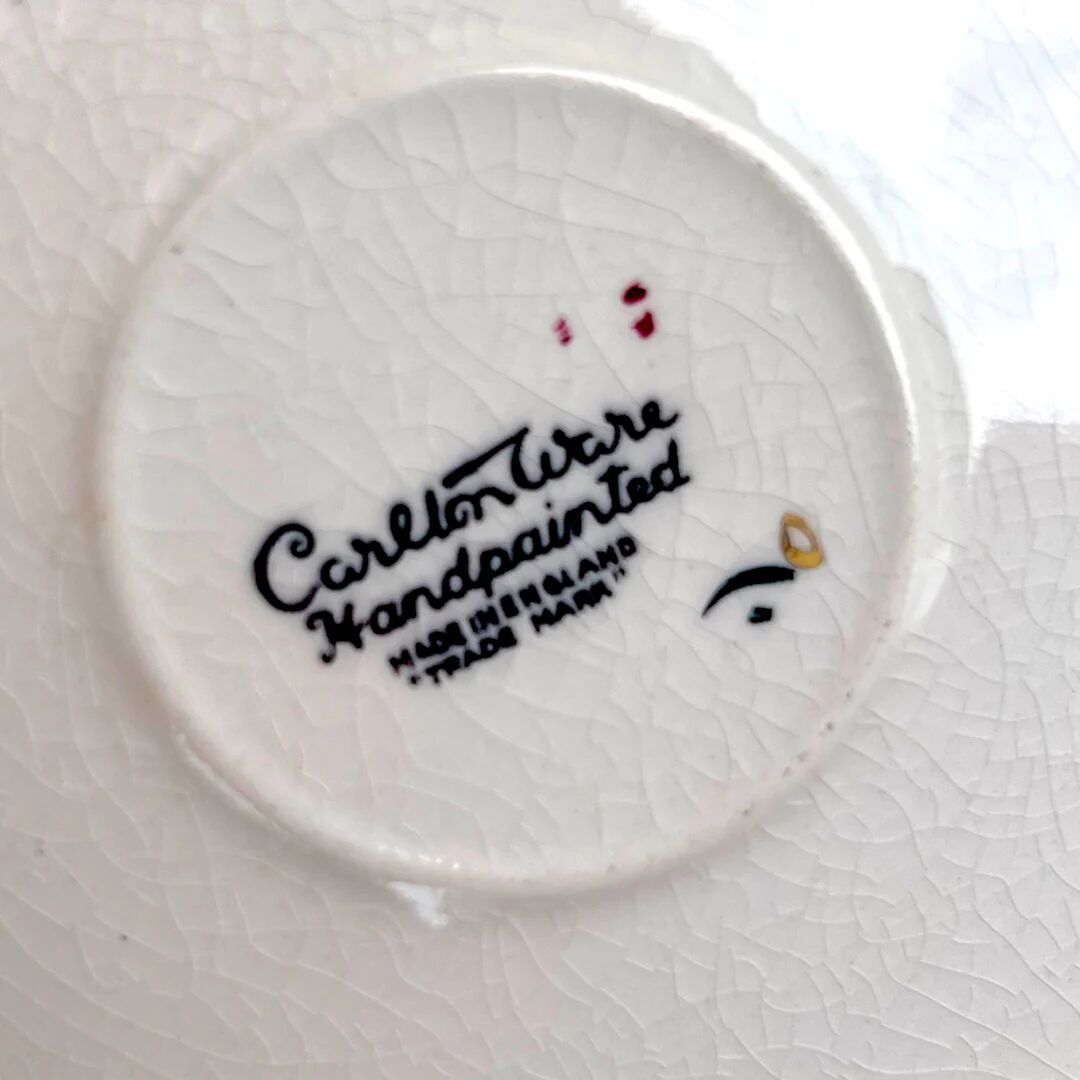 Carlton Ware
Handpainted
MADE IN ENGLAND
"TRADE MARK"